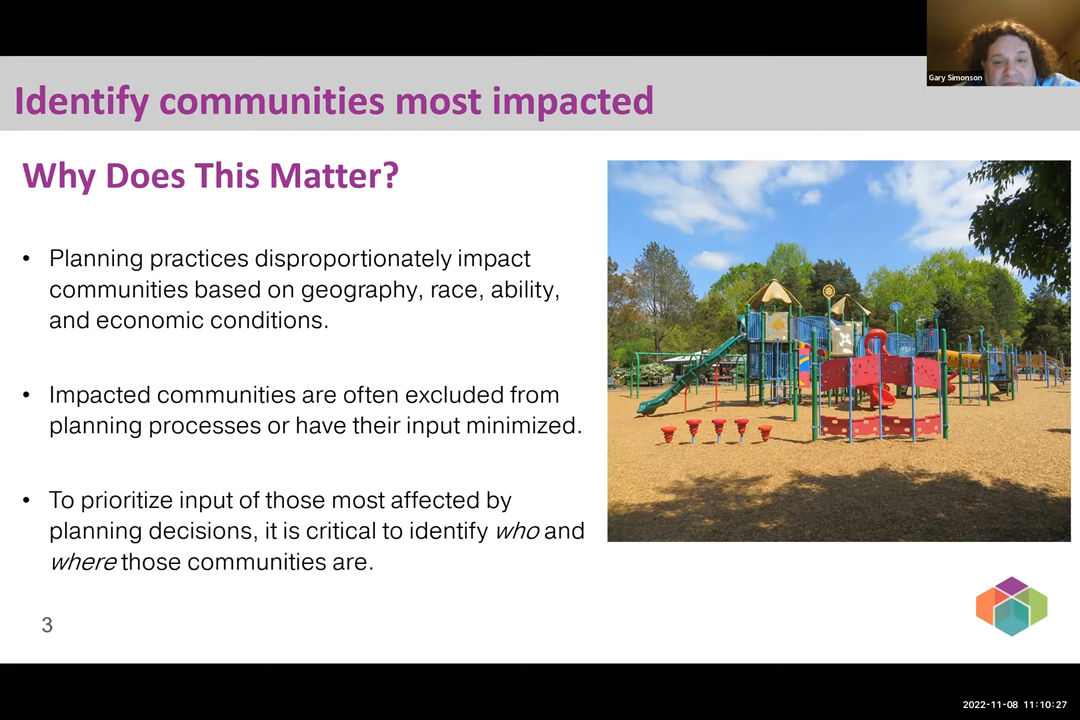 Gary Simonson
Identify communities most impacted
Why Does This Matter?
• Planning practices disproportionately impact
communities based on geography, race, ability,
and economic conditions.
• Impacted communities are often excluded from
planning processes or have their input minimized.
• To prioritize input of those most affected by
planning decisions, it is critical to identify who and
where those communities are.
3
2022-11-08 11:10:27